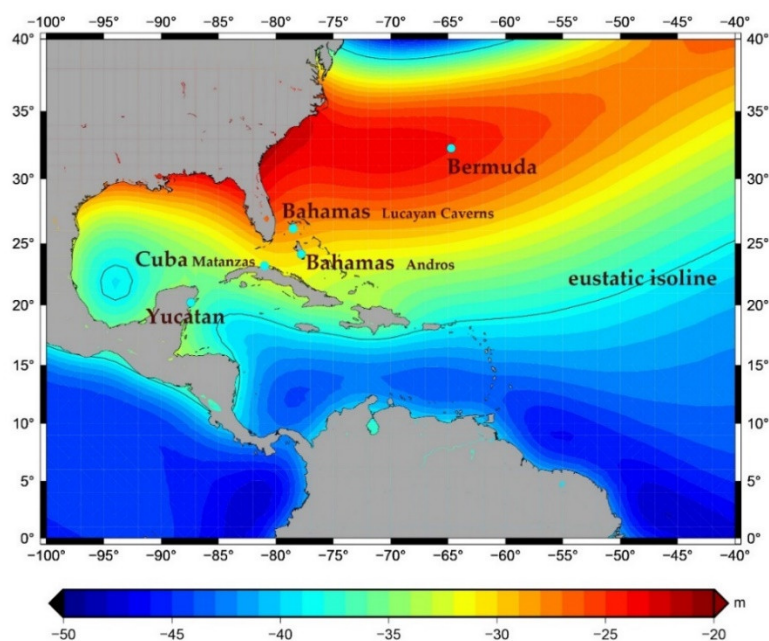 −100 −95 −90 −85 −80 −75 −70 −65 −60 −55 −50 −45 −40
40° 40°
35° 35°
Bermuda
30° 30°
Bahamas Lucayan Caverns
25° 25°
Cuba Matanzas Bahamas Andros
eustatic isoline
20° 20°
Yucatan
15° 15°
10° 10°
5° 5°
0° 0°
−100 −95 −90 −85 −80 −75 −70 −65 −60 −55 −50 −45 −40
m
−50 −45 −40 −35 −30 −25 −20